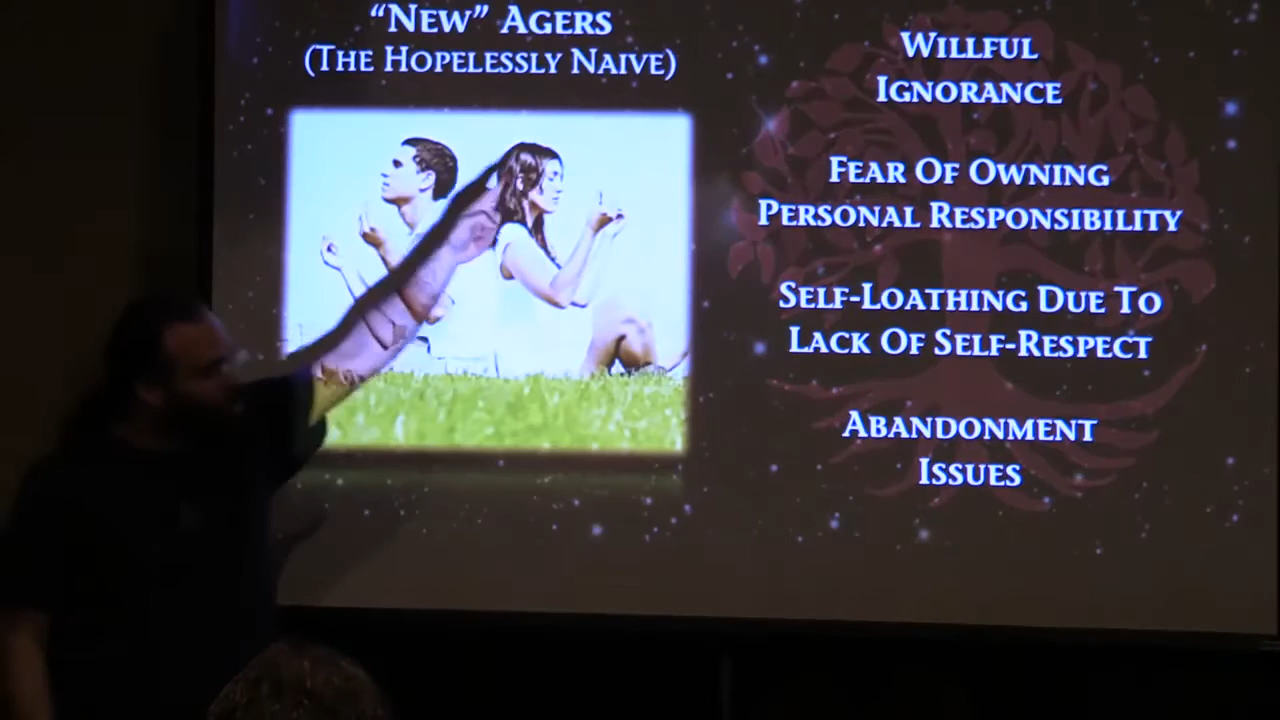 “New” Agers
(The Hopelessly Naive)
Willful
Ignorance
Fear Of Owning
Personal Responsibility
Self-Loathing Due To
Lack Of Self-Respect
Abandonment
Issues